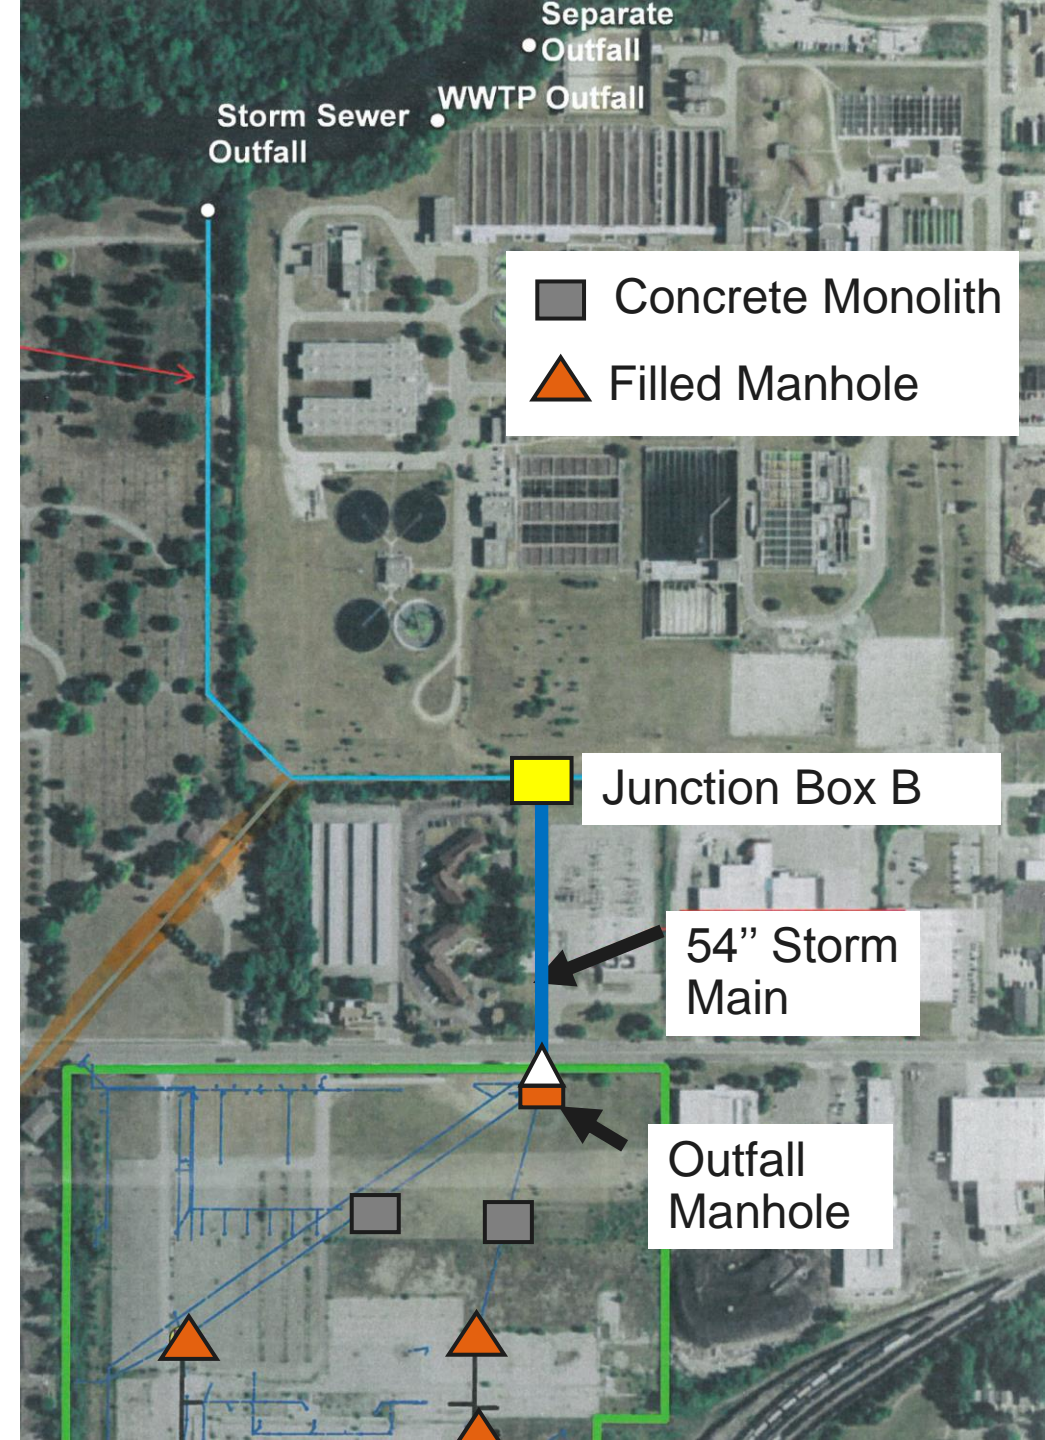 Separate
Outfall
WWTP Outfall
Storm Sewer
Outfall
Concrete Monolith
Filled Manhole
Junction Box B
54’’ Storm
Main
Outfall
Manhole